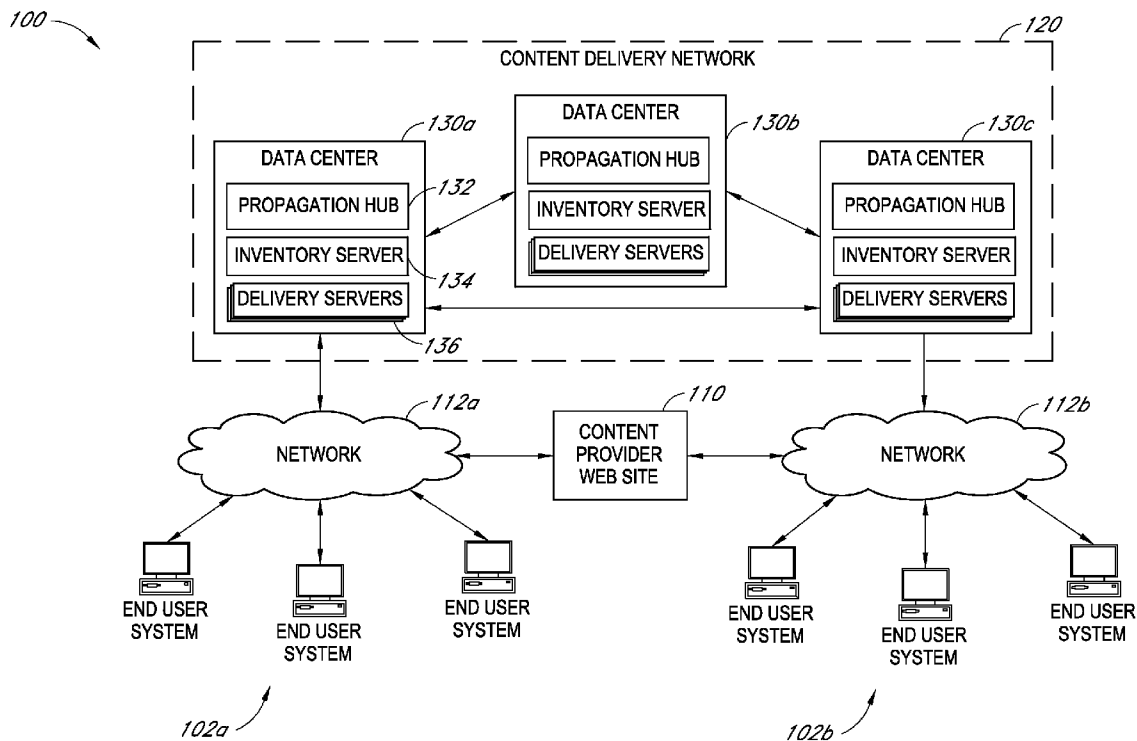 100
120
CONTENT DELIVERY NETWORK
130a
DATA CENTER
PROPAGATION HUB
132
INVENTORY SERVER
134
DELIVERY SERVERS
136
DATA CENTER
130b
PROPAGATION HUB
INVENTORY SERVER
DELIVERY SERVERS
130c
DATA CENTER
PROPAGATION HUB
INVENTORY SERVER
DELIVERY SERVERS
112a
NETWORK
110
CONTENT
PROVIDER
WEB SITE
112b
NETWORK
END USER
SYSTEM
END USER
SYSTEM
END USER
SYSTEM
END USER
SYSTEM
END USER
SYSTEM
END USER
SYSTEM
102a
102b